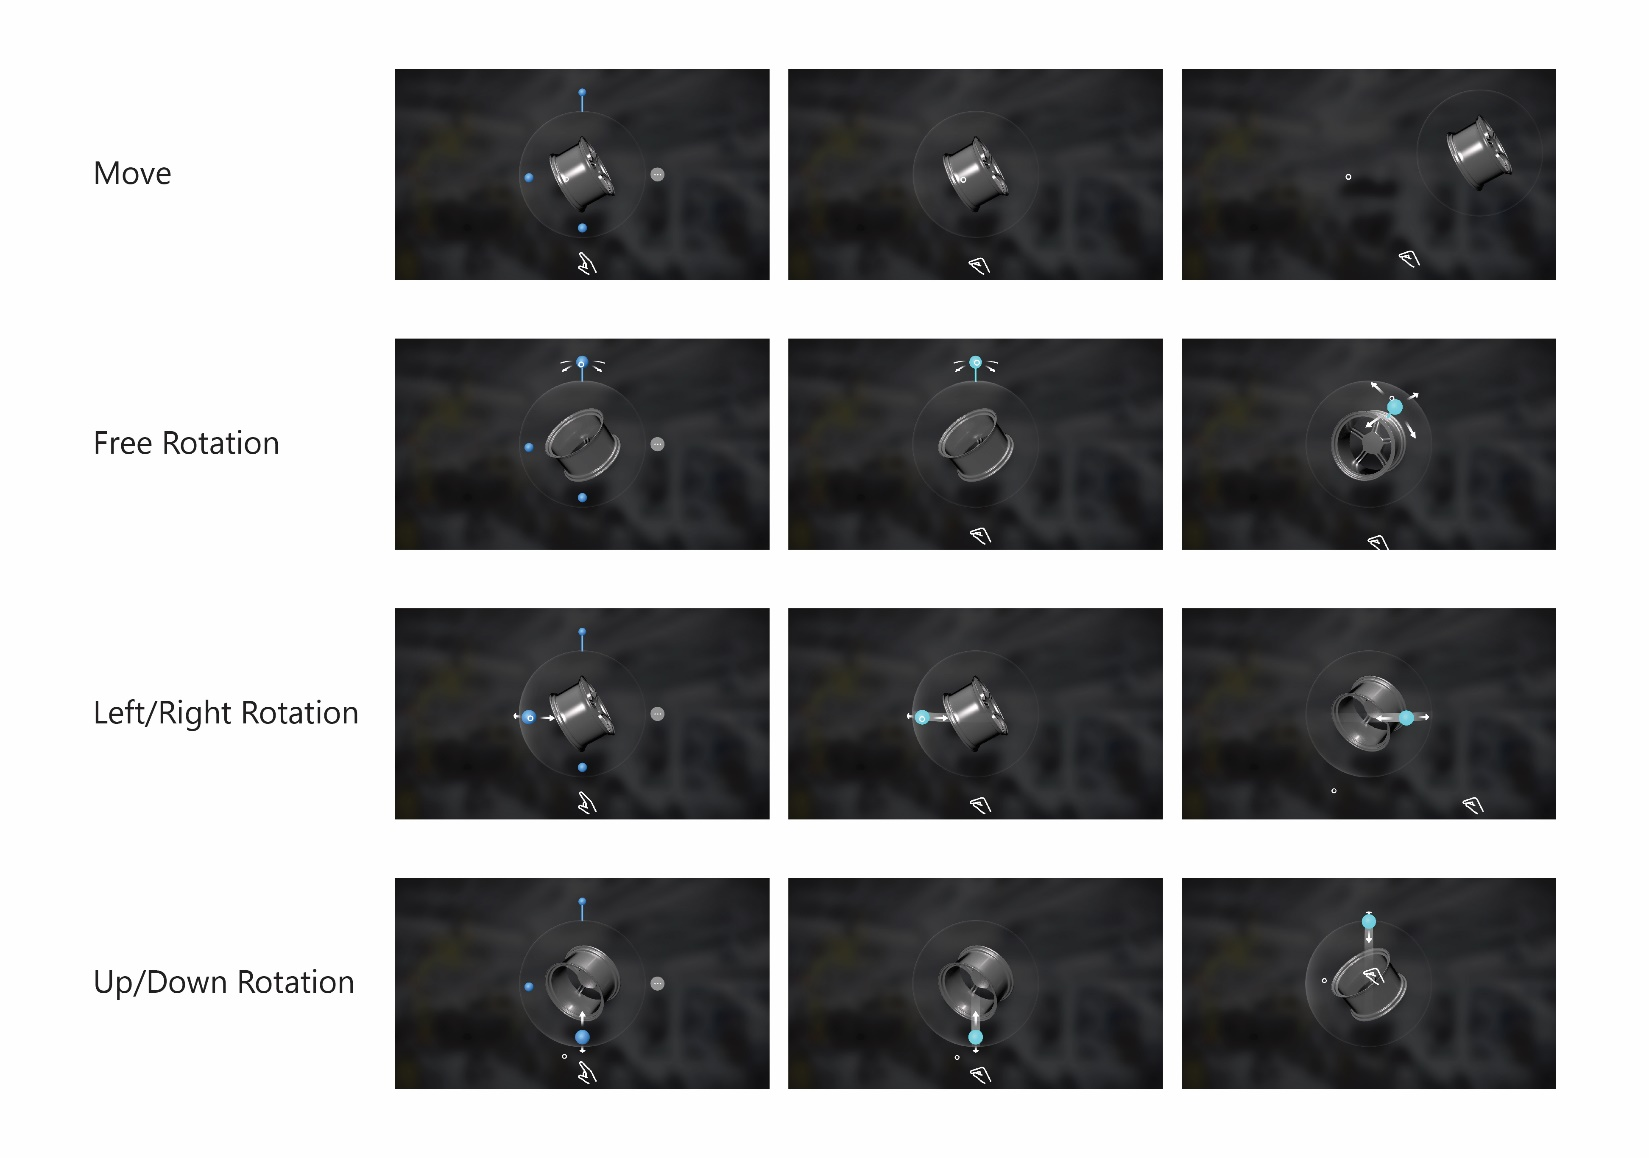 Move
Free Rotation
Left/Right Rotation
Up/Down Rotation